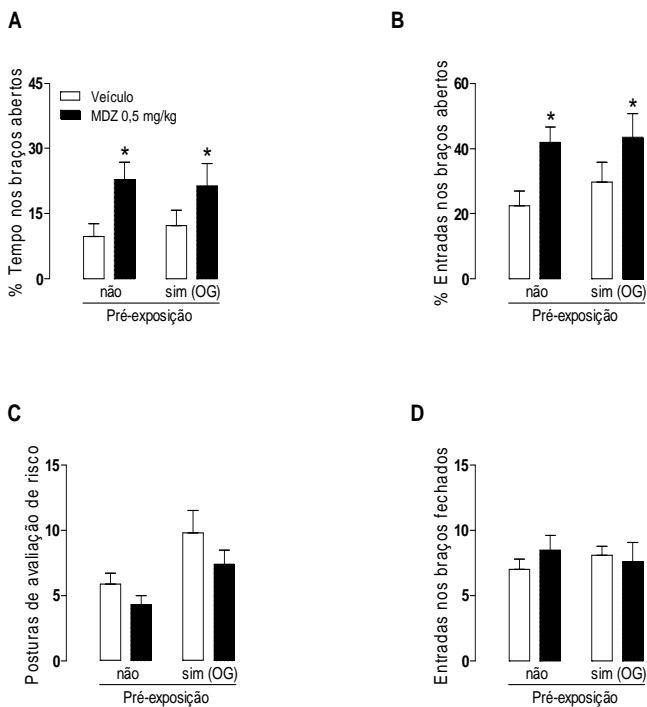 A
% Tempo nos braços abertos
45
30
15
0
Veículo
MDZ 0,5 mg/kg
*
*
não
sim (OG)
Pré-exposição
B
% Entradas nos braços abertos
60
40
20
0
*
*
não
sim (OG)
Pré-exposição
C
Posturas de avaliação de risco
15
10
5
0
não
sim (OG)
Pré-exposição
D
Entradas nos braços fechados
15
10
5
0
não
sim (OG)
Pré-exposição